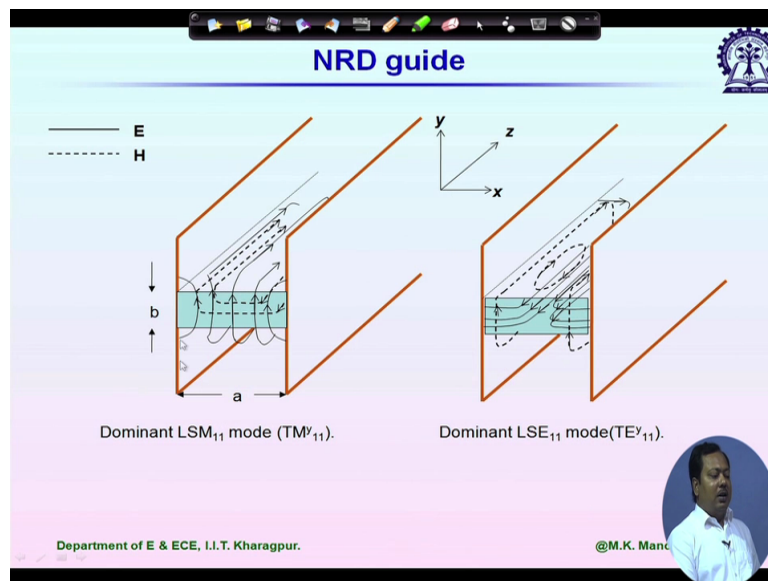 NRD guide
E
H
y
z
x
b
a
Dominant LSM₁₁ mode (TMʸ₁₁).
Dominant LSE₁₁ mode(TEʸ₁₁).
Department of E & ECE, I.I.T. Kharagpur.
@M.K. Mand